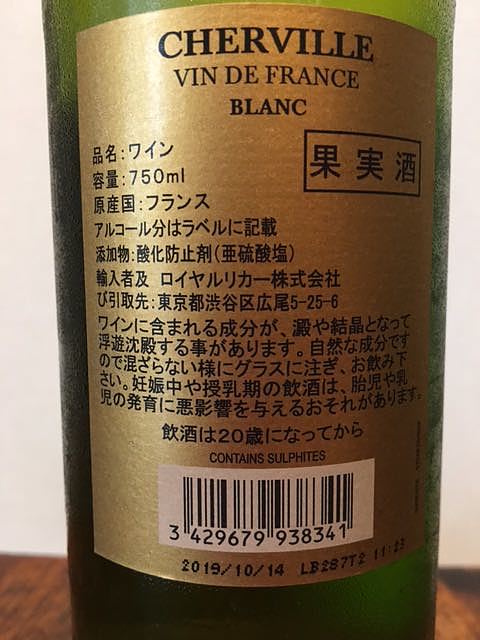 CHERVILLE
VIN DE FRANCE
BLANC
果実酒
品名:ワイン
容量:750ml
原産国:フランス
アルコール分はラベルに記載
添加物:酸化防止剤(亜硫酸塩)
輸入者及 ロイヤルリカー株式会社
び引取先:東京都渋谷区広尾5-25-6
ワインに含まれる成分が、澱や結晶となって
浮遊沈殿する事があります。自然な成分です
ので混ざらない様にグラスに注ぎ、お飲み下
さい。妊娠中や授乳期の飲酒は、胎児や乳
児の発育に悪影響を与えるおそれがあります。
飲酒は20歳になってから
CONTAINS SULPHITES
3 429679 938341
2019/10/14 LB287T2 11:23